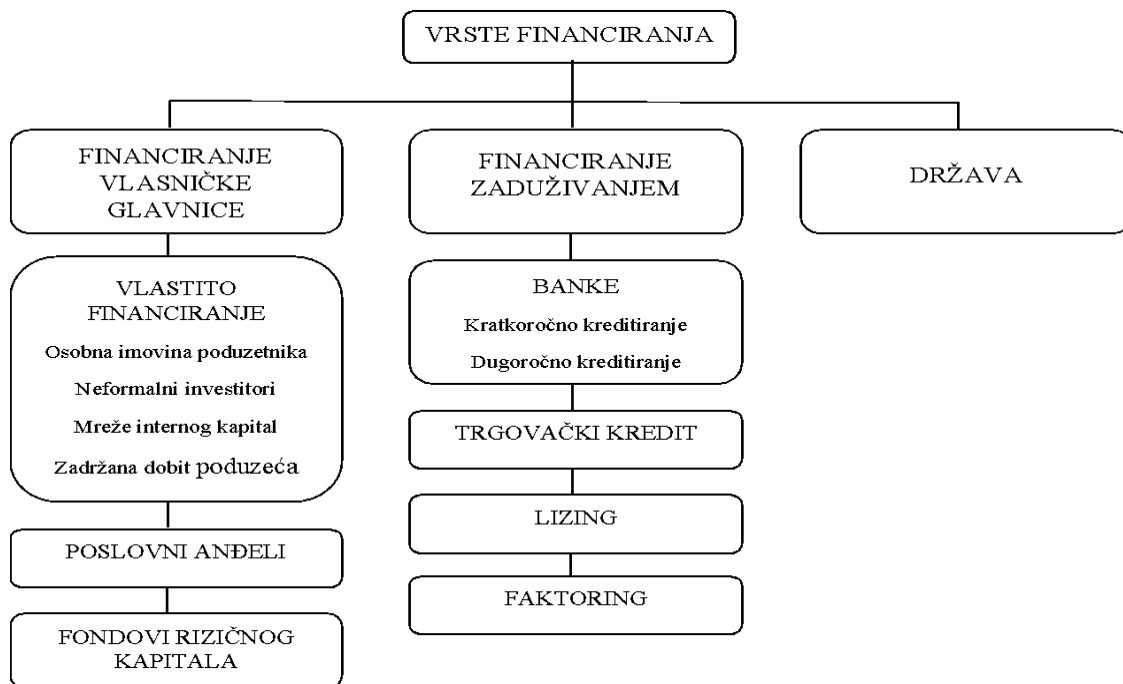 VRSTE FINANCIRANJA
FINANCIRANJE
VLASNIČKE
GLAVNICE
FINANCIRANJE
ZADUŽIVANJEM
DRŽAVA
VLASTITO
FINANCIRANJE
Osobna imovina poduzetnika
Neformalni investitori
Mreže internog kapital
Zadržana dobit poduzeća
BANKE
Kratkoročno kreditiranje
Dugoročno kreditiranje
TRGOVAČKI KREDIT
LIZING
POSLOVNI ANĐELI
FAKTORING
FONDOVI RIZIČNOG
KAPITALA